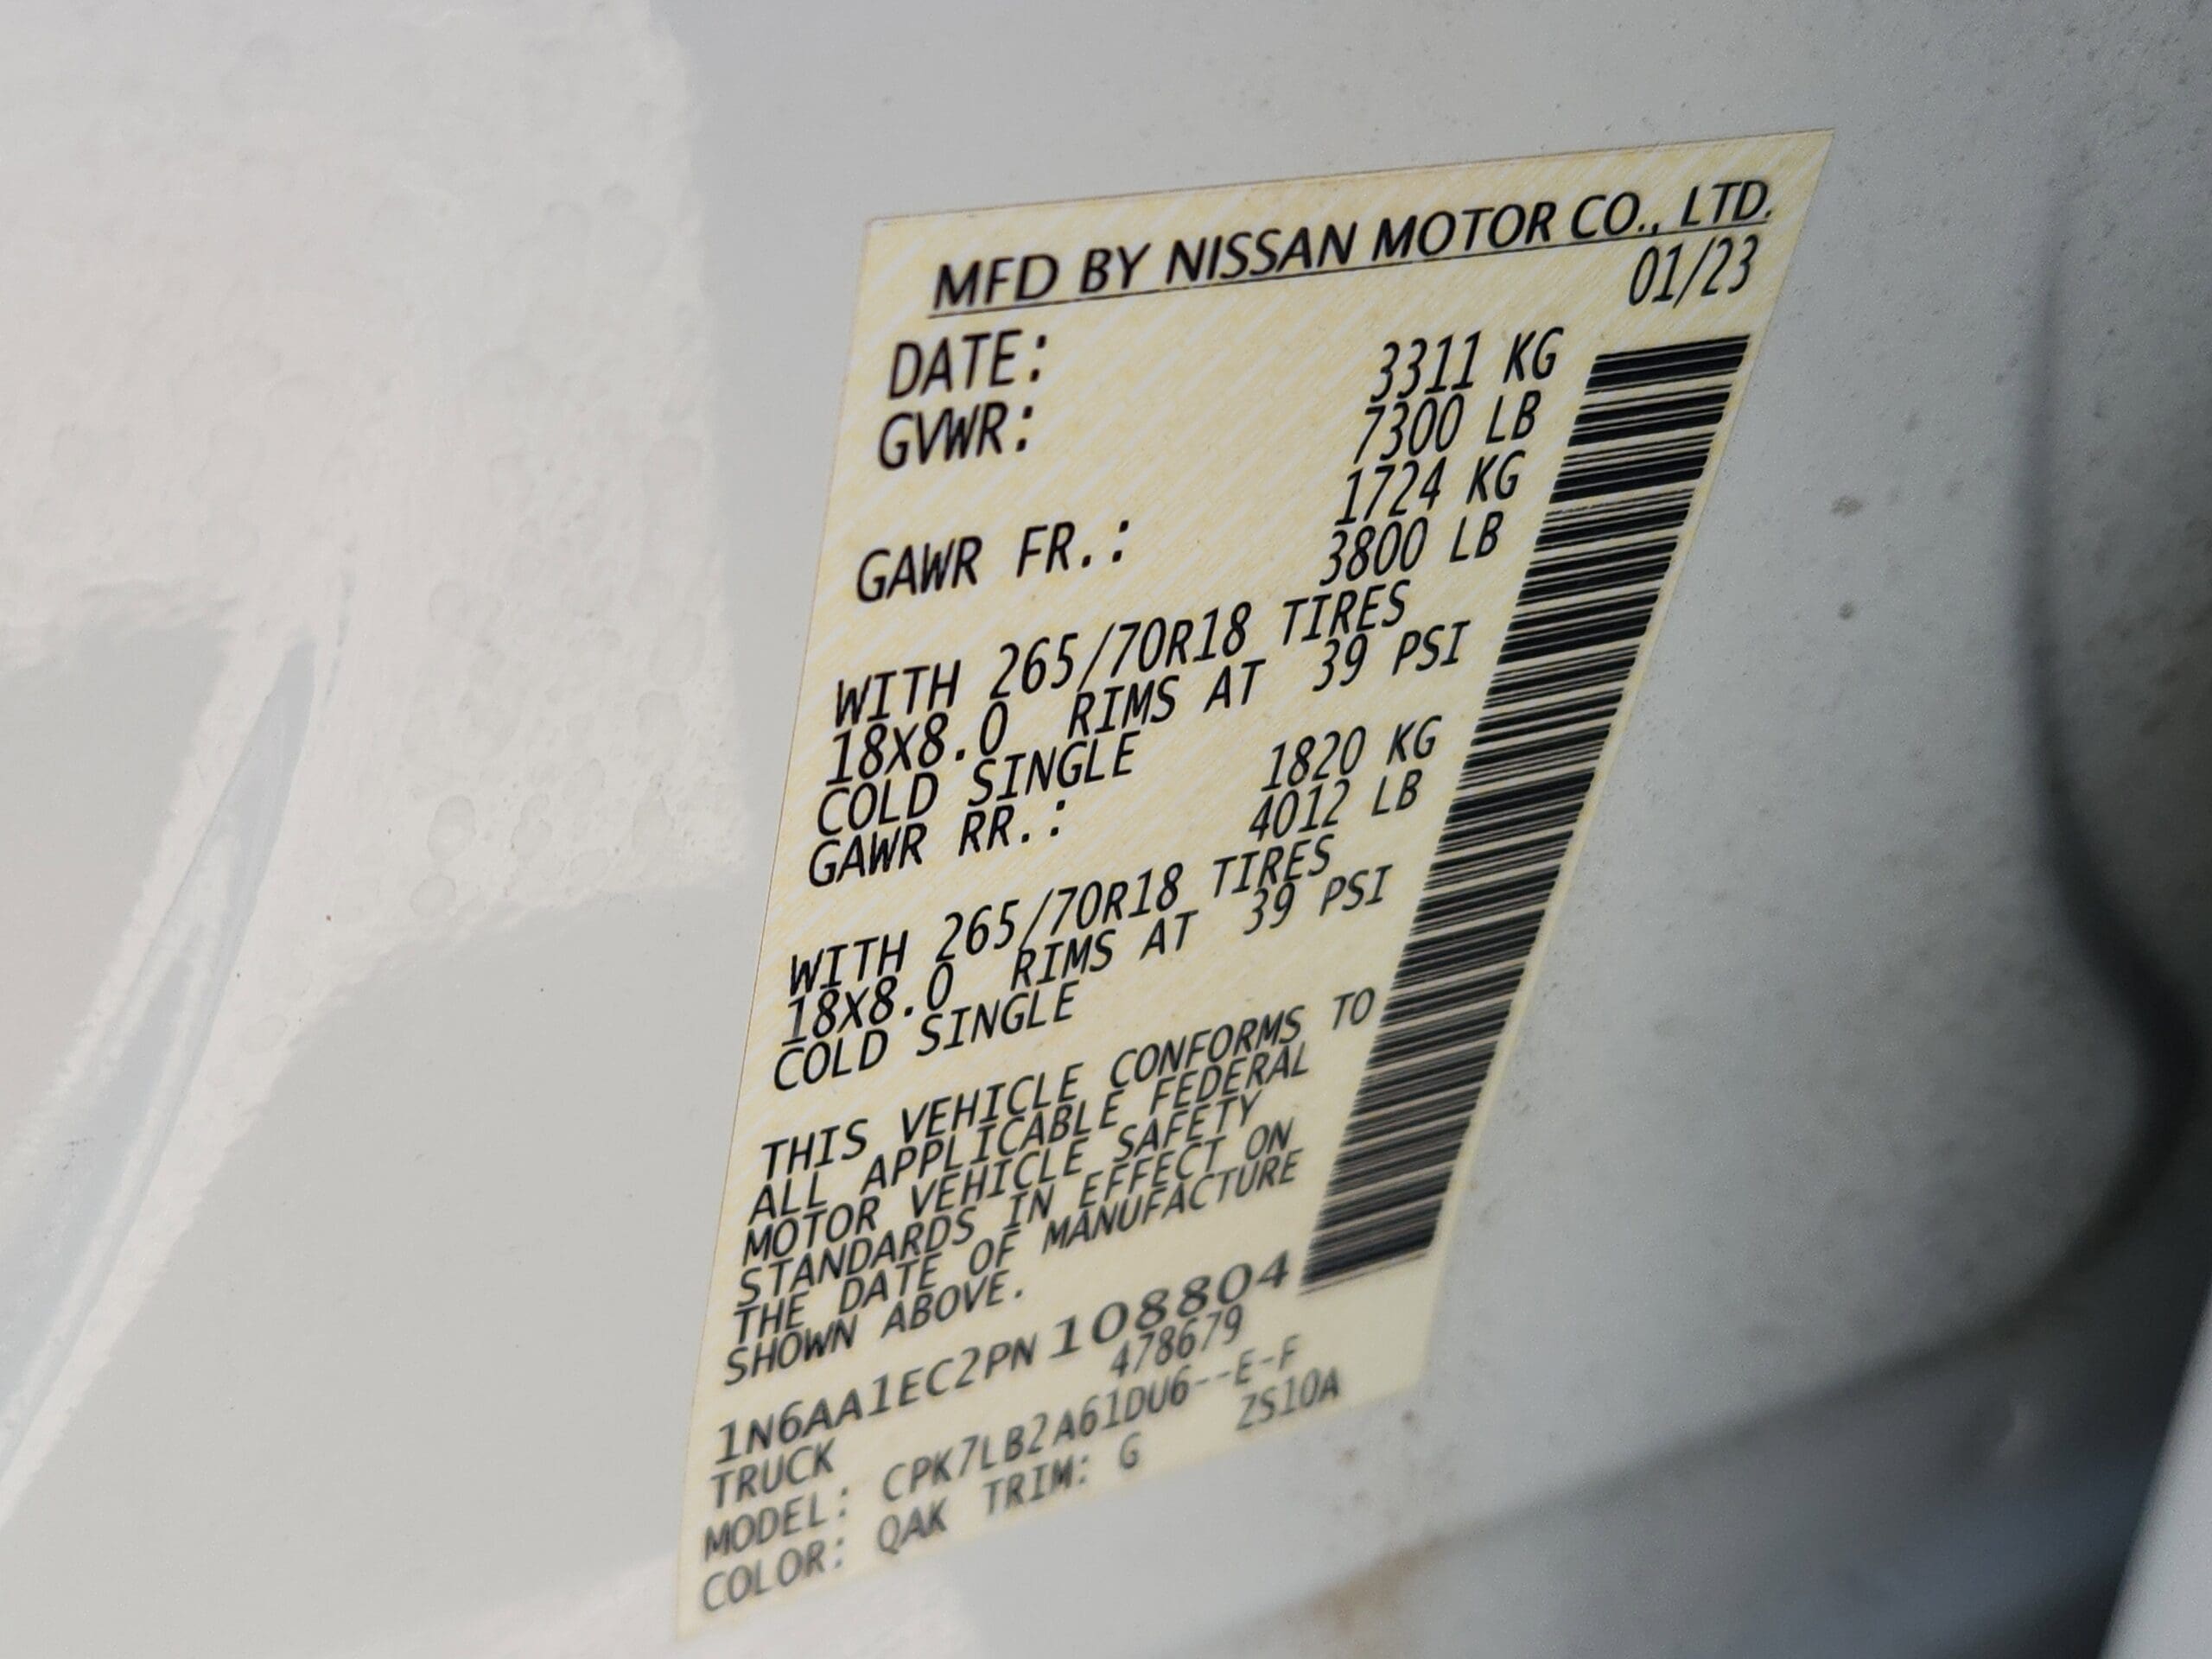 MFD BY NISSAN MOTOR CO., LTD.
DATE: 01/23
GVWR: 3311 KG
7300 LB
GAWR FR.: 1724 KG
3800 LB
WITH 265/70R18 TIRES
18X8.0 RIMS AT 39 PSI
COLD SINGLE
GAWR RR.: 1820 KG
4012 LB
WITH 265/70R18 TIRES
18X8.0 RIMS AT 39 PSI
COLD SINGLE
THIS VEHICLE CONFORMS TO
ALL APPLICABLE FEDERAL
MOTOR VEHICLE SAFETY
STANDARDS IN EFFECT ON
THE DATE OF MANUFACTURE
SHOWN ABOVE.
1N6AA1EC2PN108804
TRUCK 478679
MODEL: CPK7LB2A61DU6--E-F
COLOR: QAK TRIM: G ZS10A